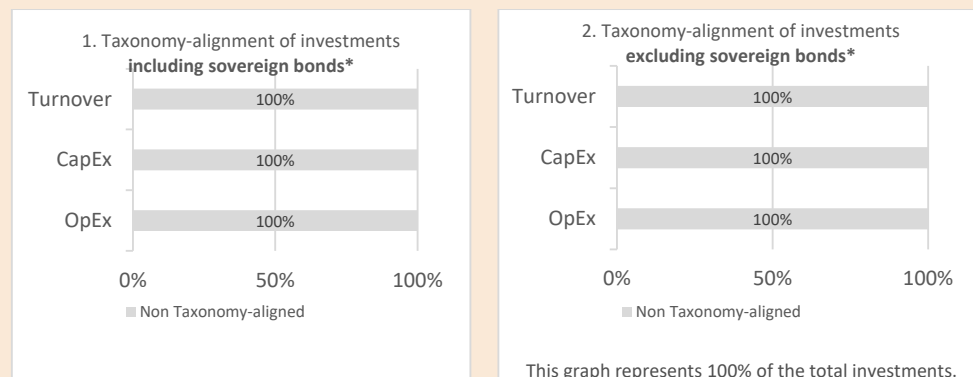 1. Taxonomy-alignment of investments
including sovereign bonds*
Turnover
100%
CapEx
100%
OpEx
100%
0%
50%
100%
Non Taxonomy-aligned
2. Taxonomy-alignment of investments
excluding sovereign bonds*
Turnover
100%
CapEx
100%
OpEx
100%
0%
50%
100%
Non Taxonomy-aligned
This graph represents 100% of the total investments.